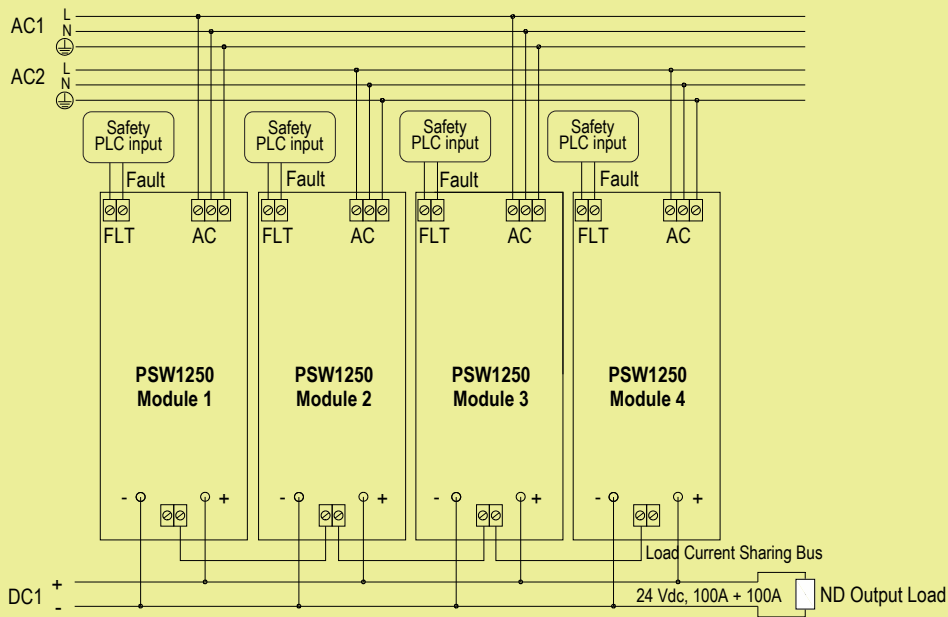 AC1
L
N
AC2
L
N
Safety
PLC input
Safety
PLC input
Safety
PLC input
Safety
PLC input
Fault
Fault
Fault
Fault
FLT AC
FLT AC
FLT AC
FLT AC
PSW1250
Module 1
PSW1250
Module 2
PSW1250
Module 3
PSW1250
Module 4
- +
- +
- +
- +
Load Current Sharing Bus
DC1
+
-
24 Vdc, 100A + 100A
ND Output Load